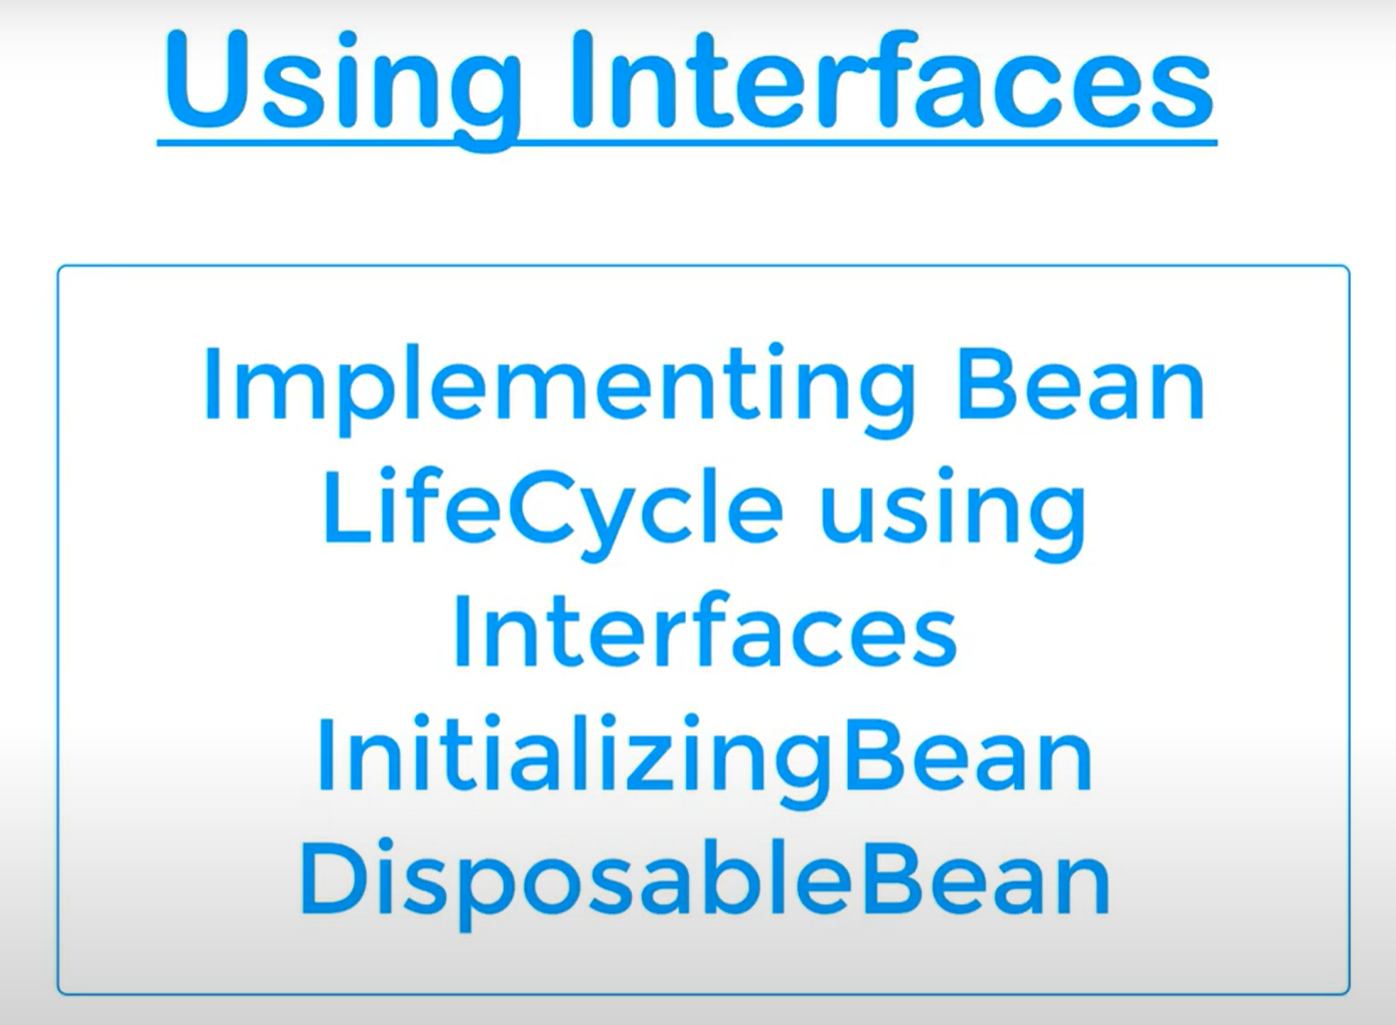 Using Interfaces
Implementing Bean
LifeCycle using
Interfaces
InitializingBean
DisposableBean